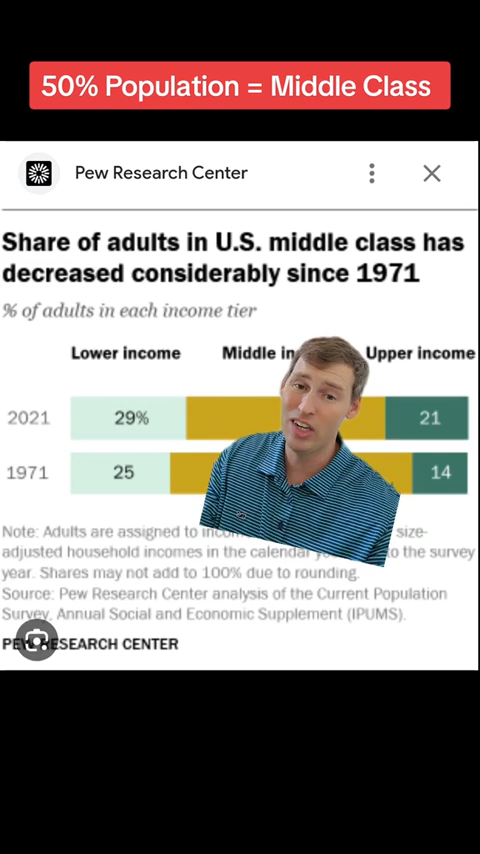 50% Population = Middle Class
Pew Research Center
Share of adults in U.S. middle class has
decreased considerably since 1971
% of adults in each income tier
Lower income Middle in Upper income
2021 29% 21
1971 25 14
Note: Adults are assigned to size-
adjusted household incomes in the calendar o the survey
year. Shares may not add to 100% due to rounding.
Source: Pew Research Center analysis of the Current Population
Survey, Annual Social and Economic Supplement (IPUMS).
PEW RESEARCH CENTER